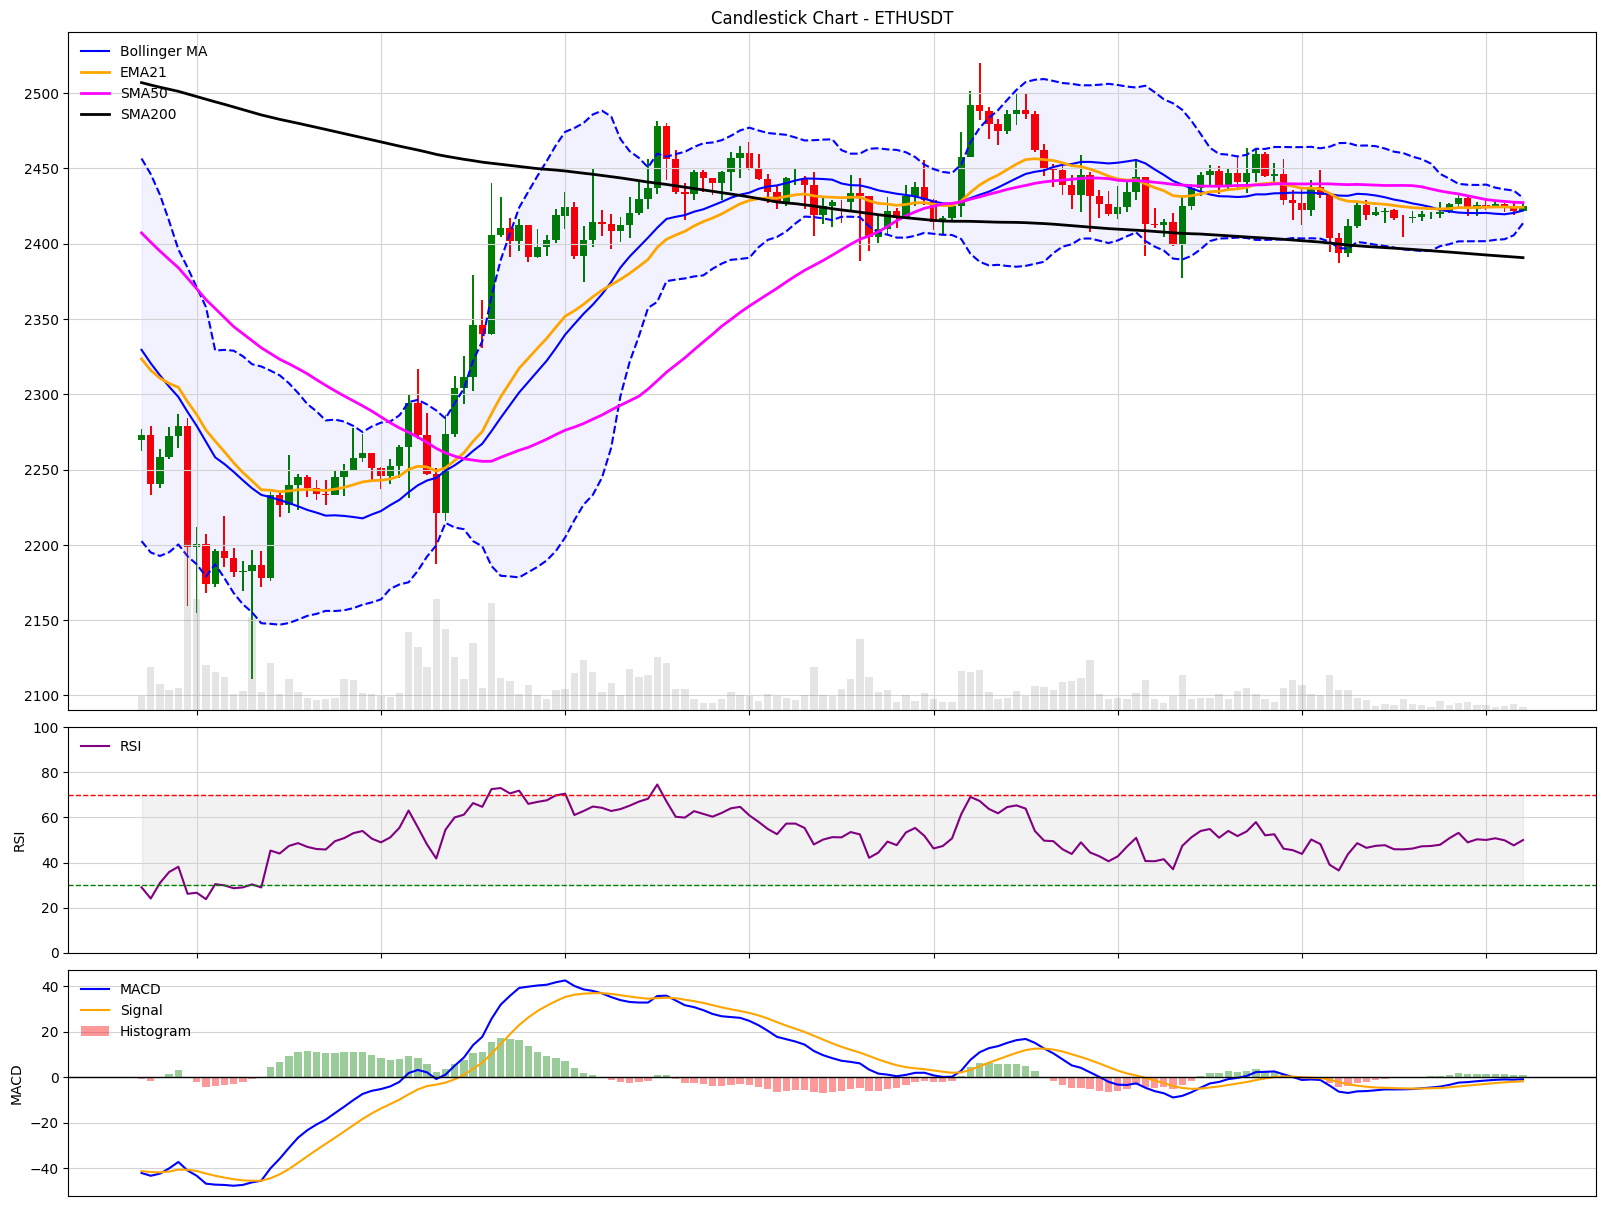 Candlestick Chart - ETHUSDT
Bollinger MA
EMA21
SMA50
SMA200
2500
2450
2400
2350
2300
2250
2200
2150
2100
RSI
100
80
60
40
20
0
RSI
MACD
Signal
Histogram
40
20
0
−20
−40
MACD